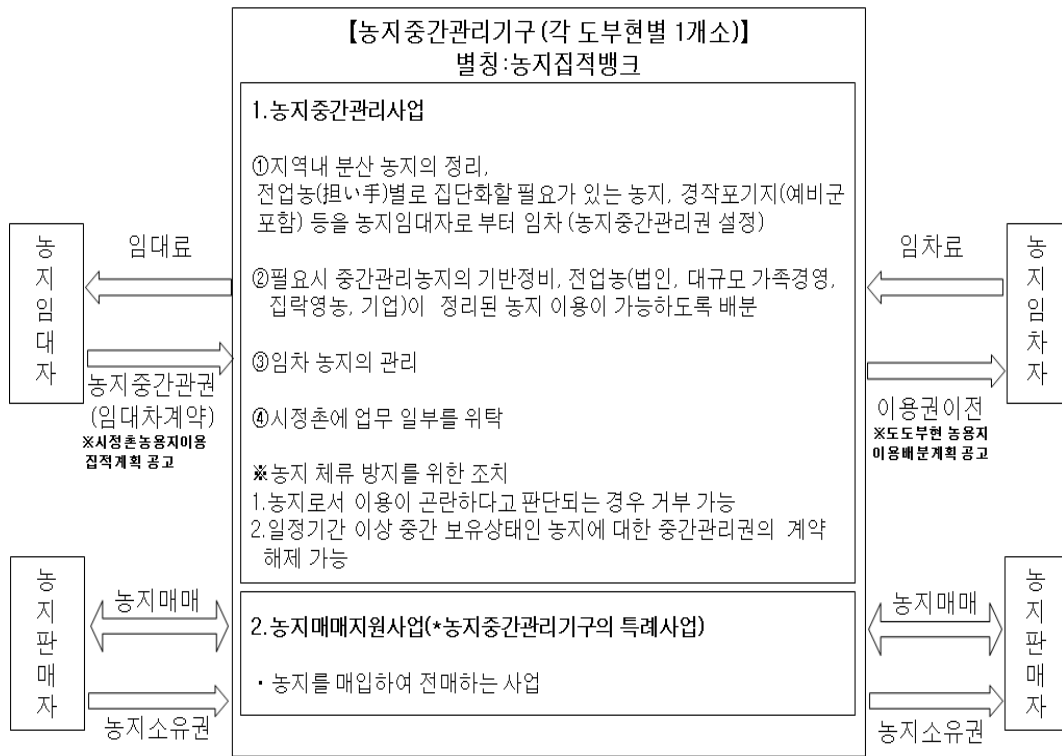 【농지중간관리기구(각 도부현별 1개소)】
별칭:농지집적뱅크
1.농지중간관리사업
①지역내 분산 농지의 정리,
전업농(担い手)별로 집단화할 필요가 있는 농지, 경작포기지(예비군
포함) 등을 농지임대자로 부터 임차 (농지중간관리권 설정)
②필요시 중간관리농지의 기반정비, 전업농(법인, 대규모 가족경영,
집락영농, 기업)이 정리된 농지 이용이 가능하도록 배분
③임차 농지의 관리
④시정촌에 업무 일부를 위탁
※농지 체류 방지를 위한 조치
1.농지로서 이용이 곤란하다고 판단되는 경우 거부 가능
2.일정기간 이상 중간 보유상태인 농지에 대한 중간관리권의 계약
해제 가능
2.농지매매지원사업(*농지중간관리기구의 특례사업)
· 농지를 매입하여 전매하는 사업
농지임대자
임대료
농지중간관권
(임대차계약)
※시정촌농용지이용
집적계획 공고
농지판매자
농지매매
농지소유권
임차료
농지임차자
이용권이전
※도도부현 농용지
이용배분계획 공고
농지매매
농지판매자
농지소유권